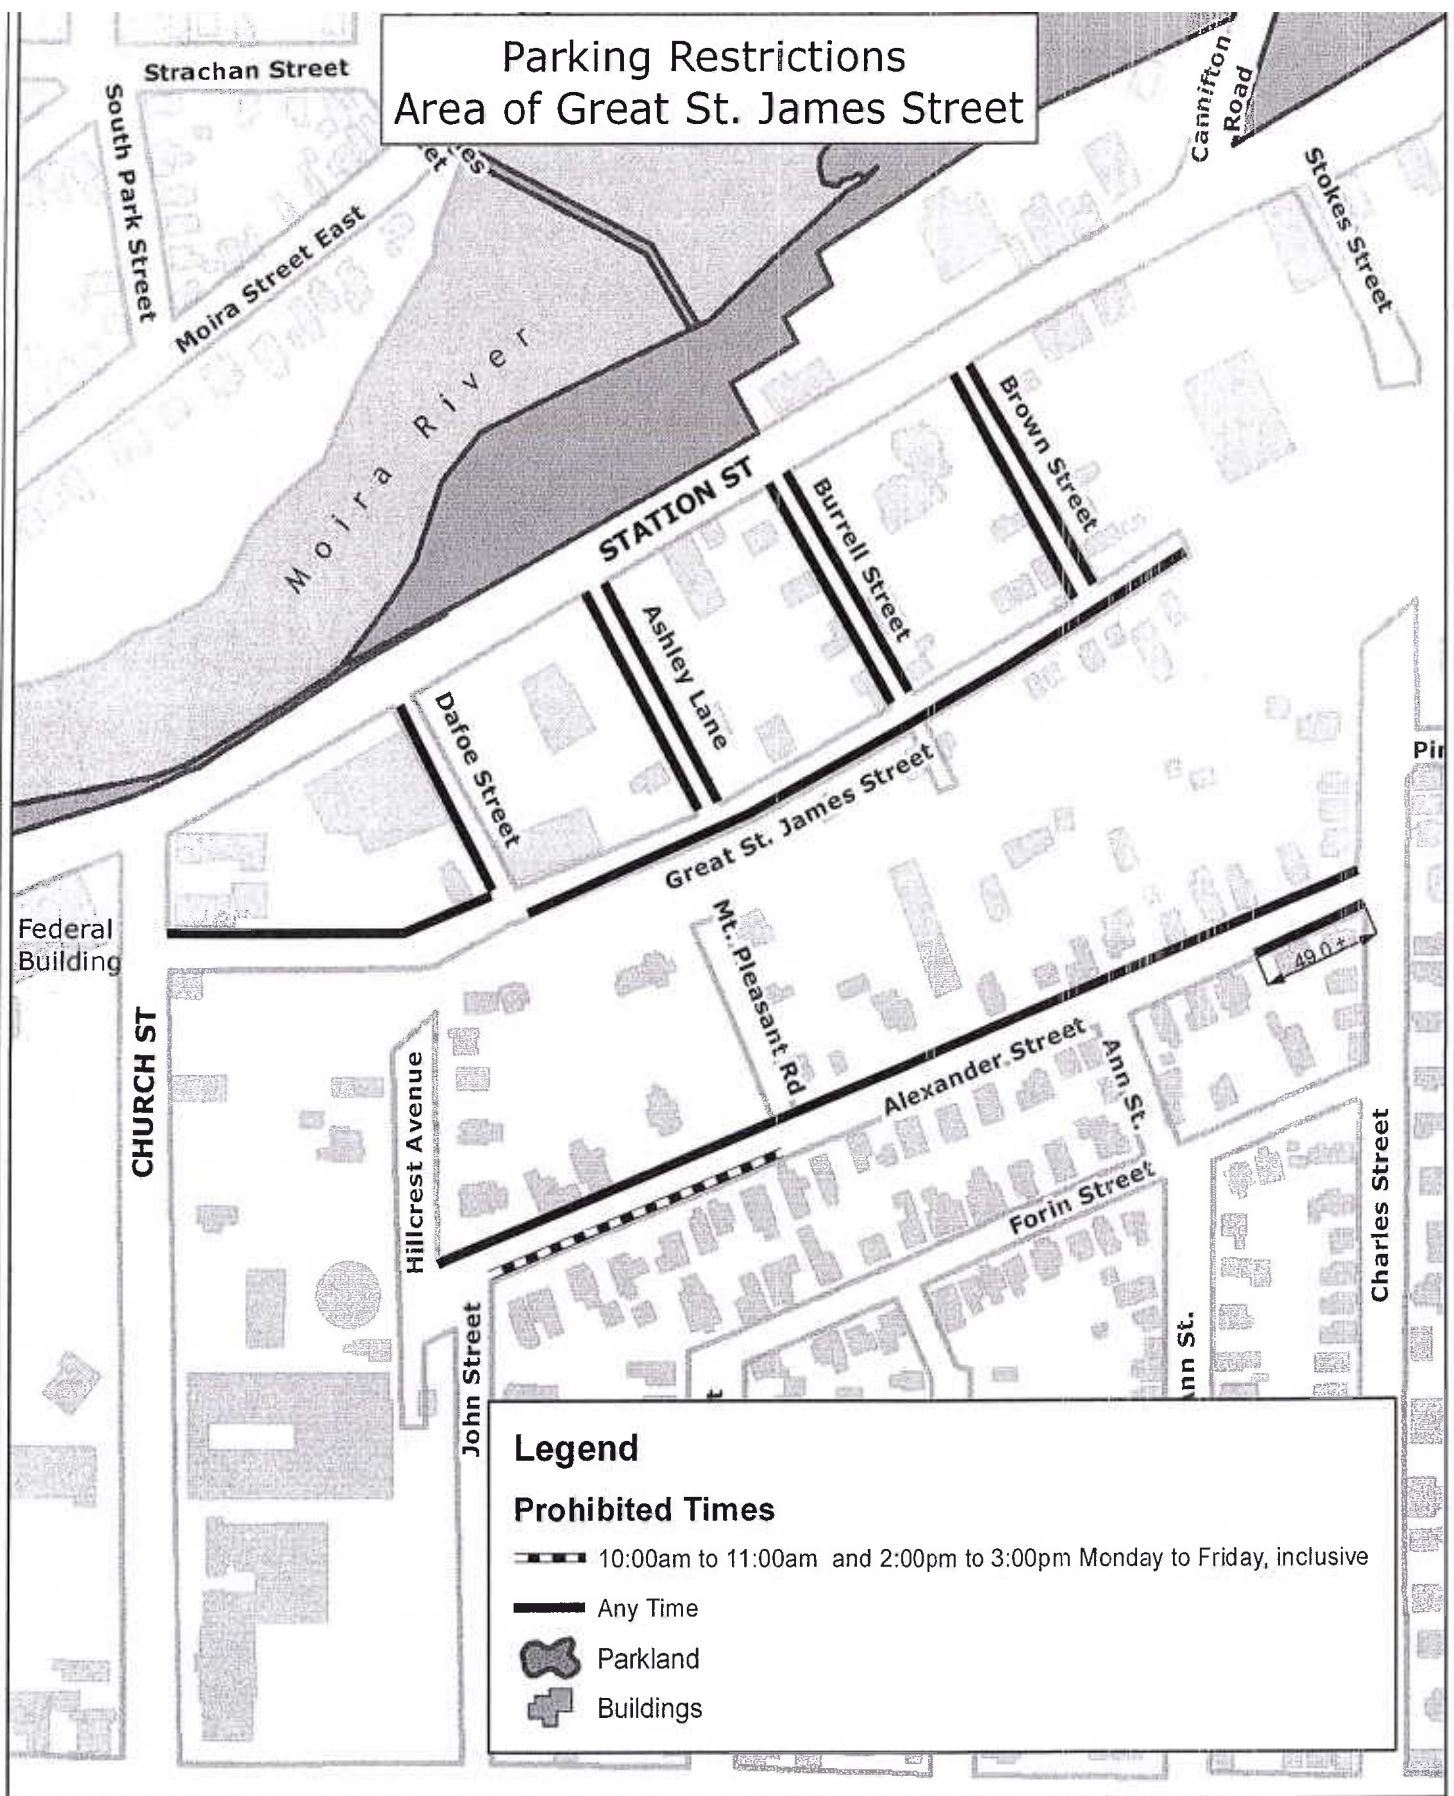 Parking Restrictions
Area of Great St. James Street
Strachan Street
South Park Street
Moira Street East
Cannifton
Road
Stokes Street
Moira River
STATION ST
Brown Street
Burrell Street
Ashley Lane
Dafoe Street
Great St. James Street
Federal
Building
Mt. Pleasant Rd
49.0 ±
CHURCH ST
Hillcrest Avenue
Alexander Street
Ann St.
Forin Street
Charles Street
John Street
Legend
Prohibited Times
10:00am to 11:00am and 2:00pm to 3:00pm Monday to Friday, inclusive
Any Time
Parkland
Buildings